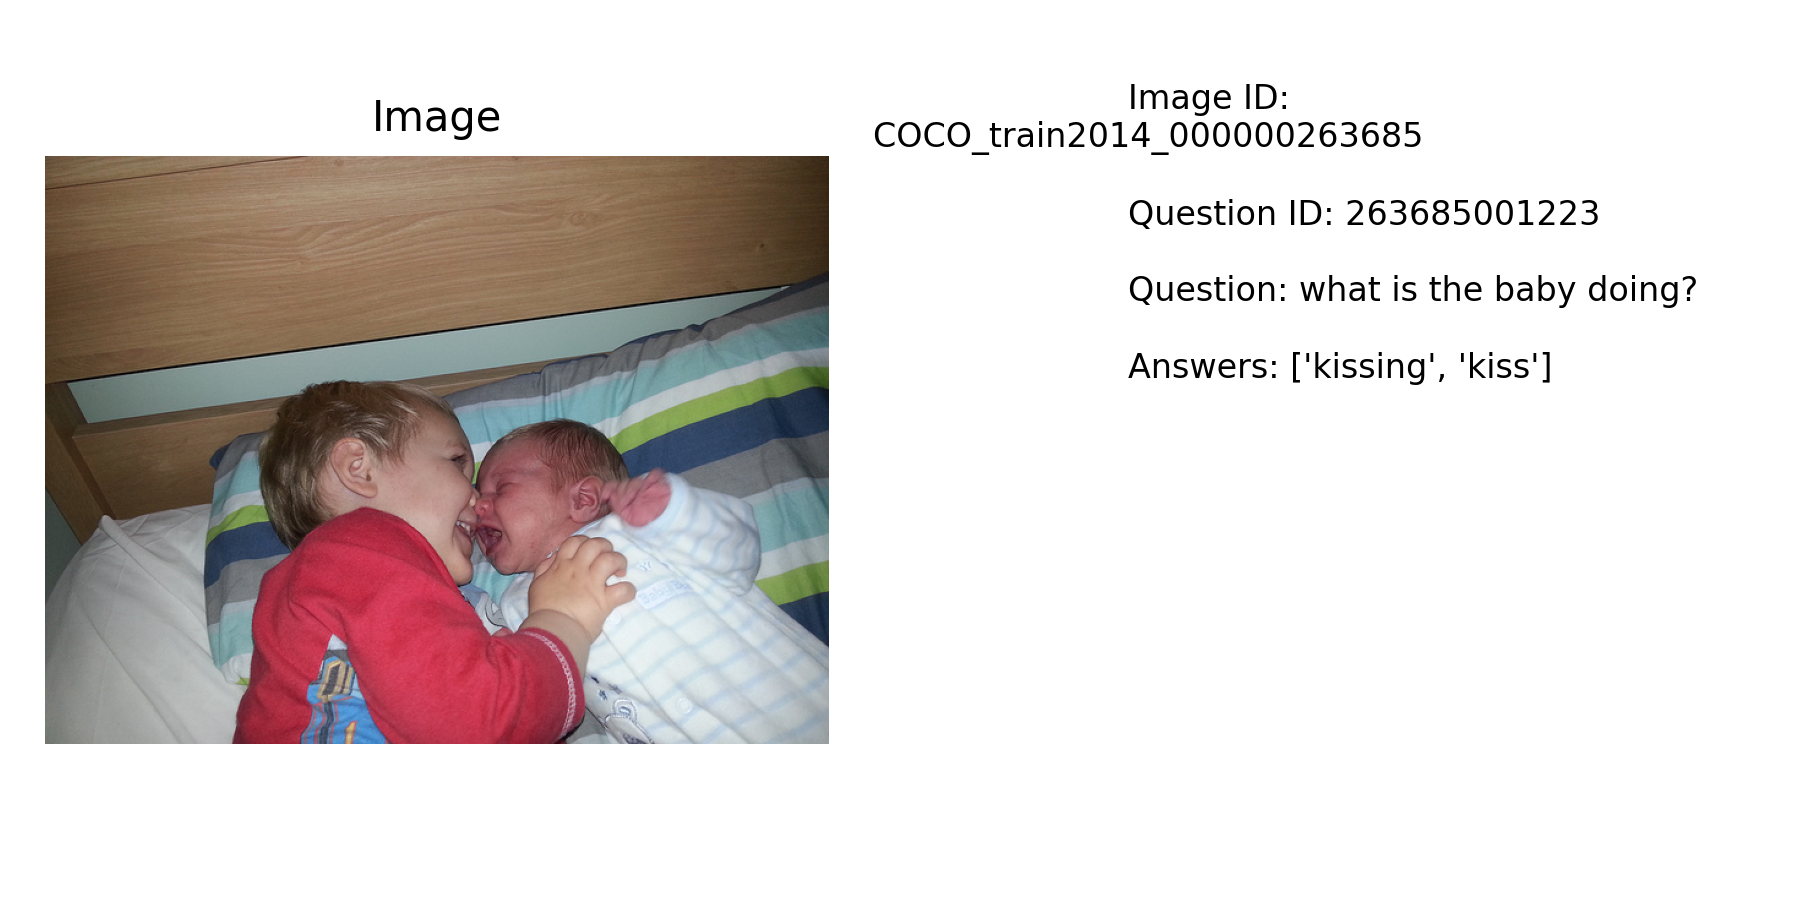 Image
Image ID:
COCO_train2014_000000263685
Question ID: 263685001223
Question: what is the baby doing?
Answers: ['kissing', 'kiss']